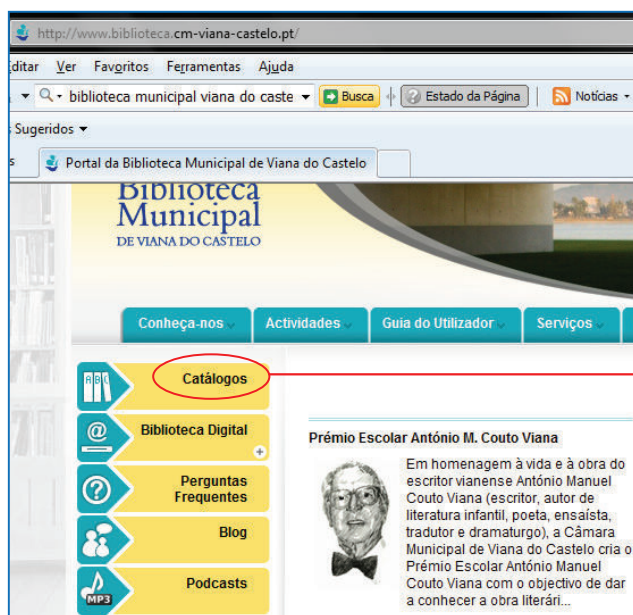 http://www.biblioteca.cm-viana-castelo.pt/
Ver Favoritos Ferramentas Ajuda
biblioteca municipal viana do caste Busca Estado da Página Notícias
Sugeridos
Portal da Biblioteca Municipal de Viana do Castelo
Biblioteca
Municipal
DE VIANA DO CASTELO
Conheça-nos Actividades Guia do Utilizador Serviços
ABC
Catálogos
@
Biblioteca Digital
+
?
Perguntas
Frequentes
Blog
MP3
Podcasts
Prémio Escolar António M. Couto Viana
Em homenagem à vida e à obra do
escritor vianense António Manuel
Couto Viana (escritor, autor de
literatura infantil, poeta, ensaísta,
tradutor e dramaturgo), a Câmara
Municipal de Viana do Castelo cria o
Prémio Escolar António Manuel
Couto Viana com o objectivo de dar
a conhecer a obra literári...